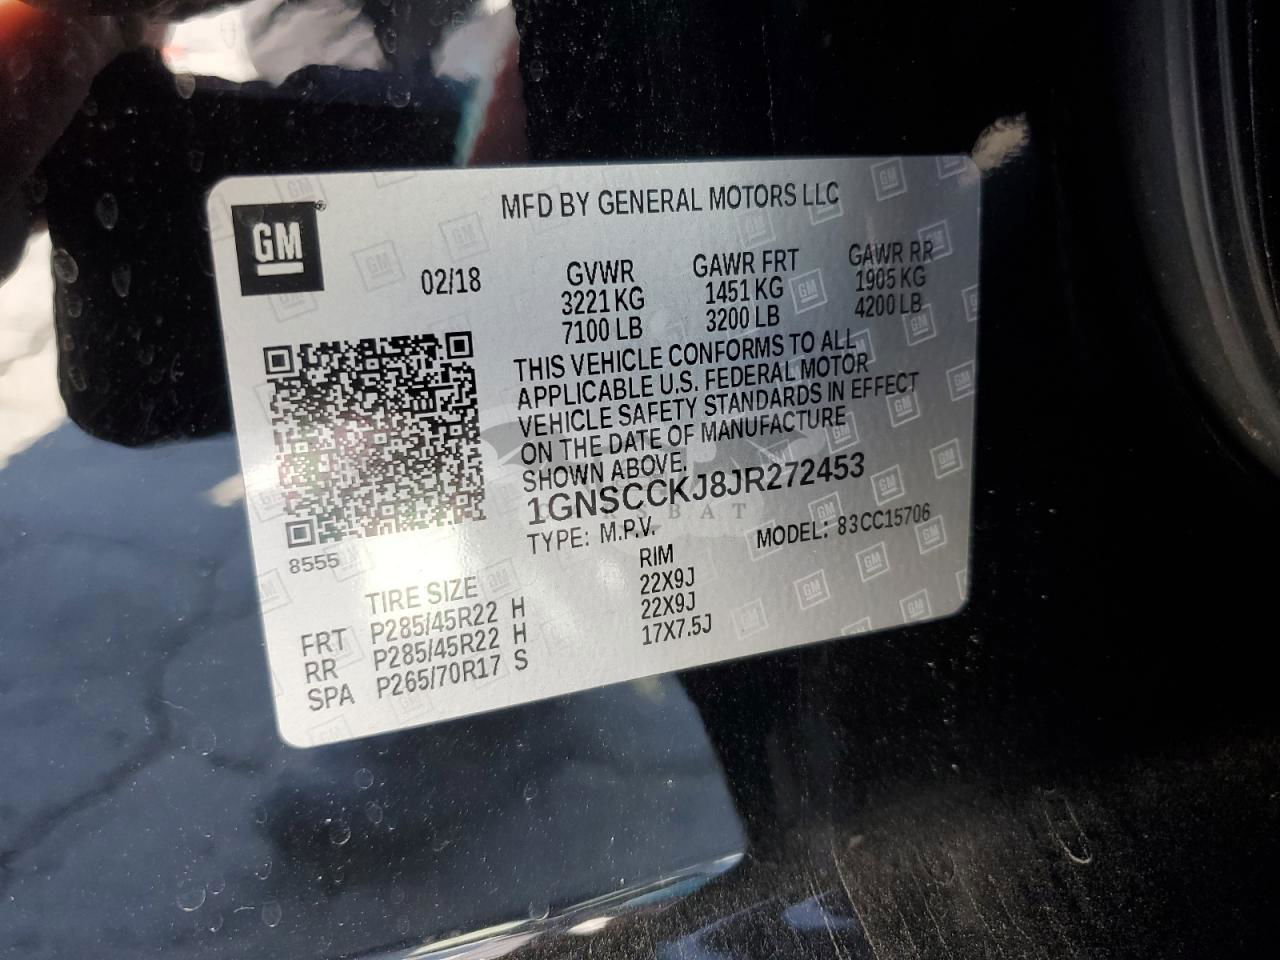 MFD BY GENERAL MOTORS LLC
GM
02/18
GVWR GAWR FRT GAWR RR
3221 KG 1451 KG 1905 KG
7100 LB 3200 LB 4200 LB
THIS VEHICLE CONFORMS TO ALL
APPLICABLE U.S. FEDERAL MOTOR
VEHICLE SAFETY STANDARDS IN EFFECT
ON THE DATE OF MANUFACTURE
SHOWN ABOVE.
1GNSCCKJ8JR272453
TYPE: M.P.V. MODEL: 83CC15706
8555
TIRE SIZE RIM
FRT P285/45R22 H 22X9J
RR P285/45R22 H 22X9J
SPA P265/70R17 S 17X7.5J